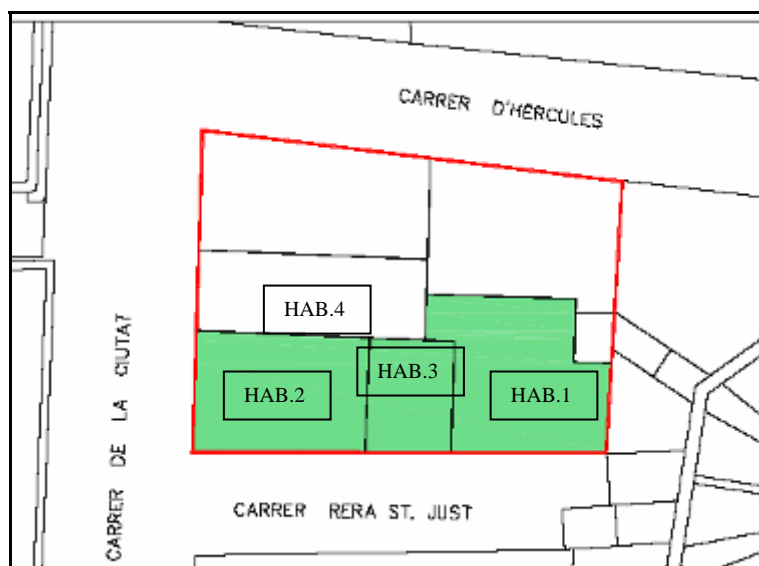 CARRER D'HERCULES
HAB.4
HAB.3
HAB.2
HAB.1
CARRER DE LA CIUTAT
CARRER RERA ST. JUST